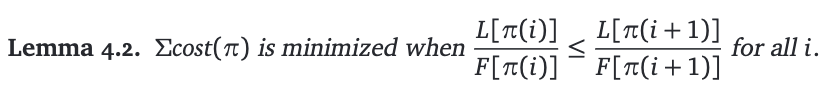 Lemma 4.2. Σcost(π) is minimized when L[π(i)]/F[π(i)] ≤ L[π(i + 1)]/F[π(i + 1)] for all i.